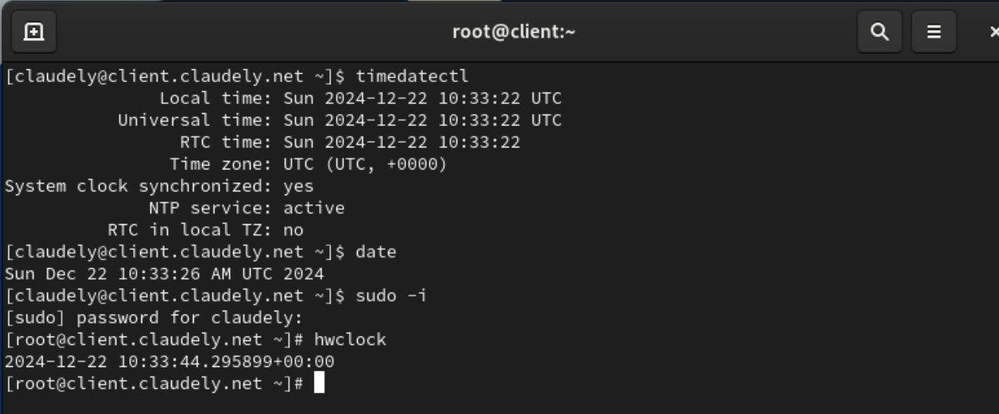 root@client:~
[claudely@client.claudely.net ~]$ timedatectl
Local time: Sun 2024-12-22 10:33:22 UTC
Universal time: Sun 2024-12-22 10:33:22 UTC
RTC time: Sun 2024-12-22 10:33:22
Time zone: UTC (UTC, +0000)
System clock synchronized: yes
NTP service: active
RTC in local TZ: no
[claudely@client.claudely.net ~]$ date
Sun Dec 22 10:33:26 AM UTC 2024
[claudely@client.claudely.net ~]$ sudo -i
[sudo] password for claudely:
[root@client.claudely.net ~]# hwclock
2024-12-22 10:33:44.295899+00:00
[root@client.claudely.net ~]#